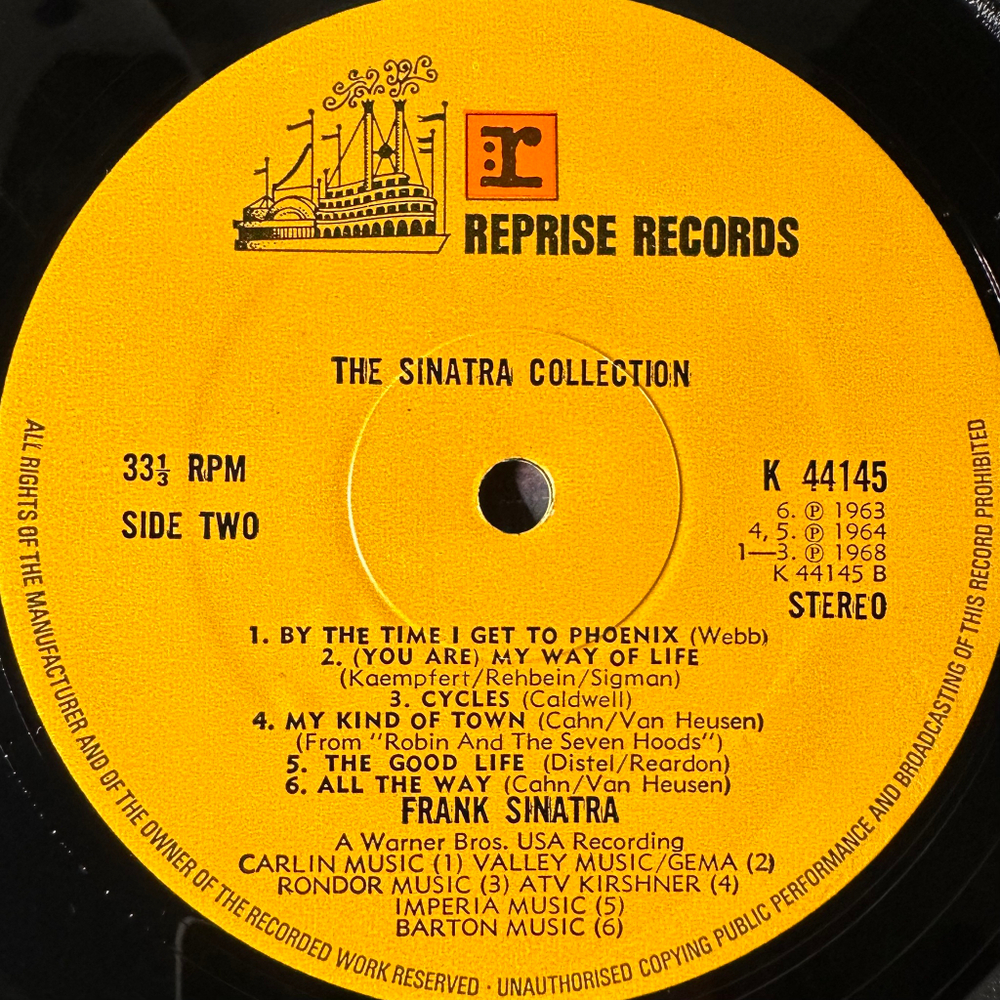 r
REPRISE RECORDS
THE SINATRA COLLECTION
33⅓ RPM
SIDE TWO
K 44145
6. ℗ 1963
4, 5. ℗ 1964
1—3. ℗ 1968
K 44145 B
STEREO
1. BY THE TIME I GET TO PHOENIX (Webb)
2. (YOU ARE) MY WAY OF LIFE
(Kaempfert/Rehbein/Sigman)
3. CYCLES (Caldwell)
4. MY KIND OF TOWN (Cahn/Van Heusen)
(From "Robin And The Seven Hoods")
5. THE GOOD LIFE (Distel/Reardon)
6. ALL THE WAY (Cahn/Van Heusen)
FRANK SINATRA
A Warner Bros. USA Recording
CARLIN MUSIC (1) VALLEY MUSIC/GEMA (2)
RONDOR MUSIC (3) ATV KIRSHNER (4)
IMPERIA MUSIC (5)
BARTON MUSIC (6)
ALL RIGHTS OF THE MANUFACTURER AND OF THE OWNER OF THE RECORDED WORK RESERVED · UNAUTHORISED COPYING PUBLIC PERFORMANCE AND BROADCASTING OF THIS RECORD PROHIBITED